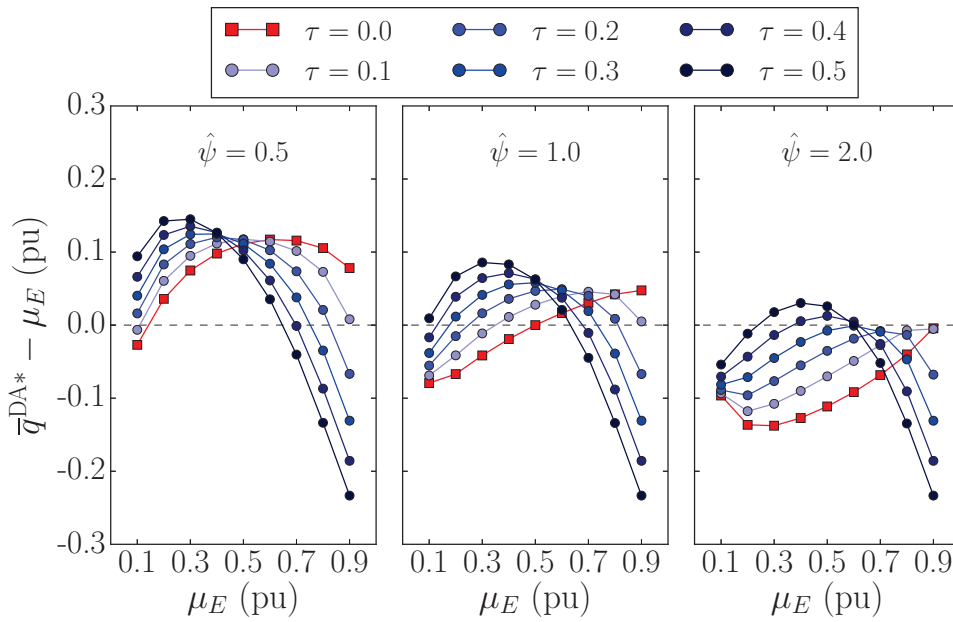 τ = 0.0 τ = 0.2 τ = 0.4
τ = 0.1 τ = 0.3 τ = 0.5
q̅ᴰᴬ* − μ_E (pu)
0.3
0.2
0.1
0.0
-0.1
-0.2
-0.3
ψ̂ = 0.5 ψ̂ = 1.0 ψ̂ = 2.0
0.1 0.3 0.5 0.7 0.9 0.1 0.3 0.5 0.7 0.9 0.1 0.3 0.5 0.7 0.9
μ_E (pu) μ_E (pu) μ_E (pu)